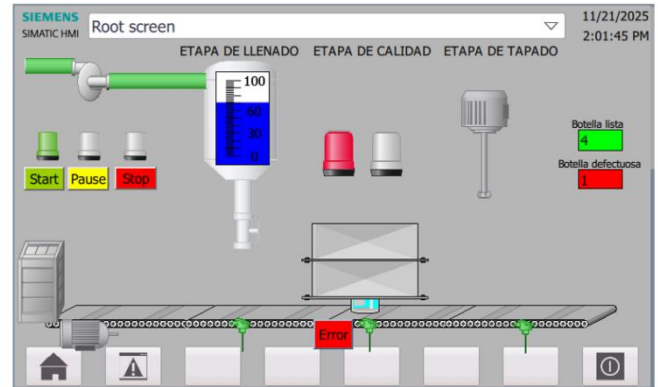 SIEMENS
SIMATIC HMI
Root screen
11/21/2025
2:01:45 PM
ETAPA DE LLENADO
ETAPA DE CALIDAD
ETAPA DE TAPADO
100
60
30
0
Botella lista
4
Botella defectuosa
1
Start
Pause
Stop
Error